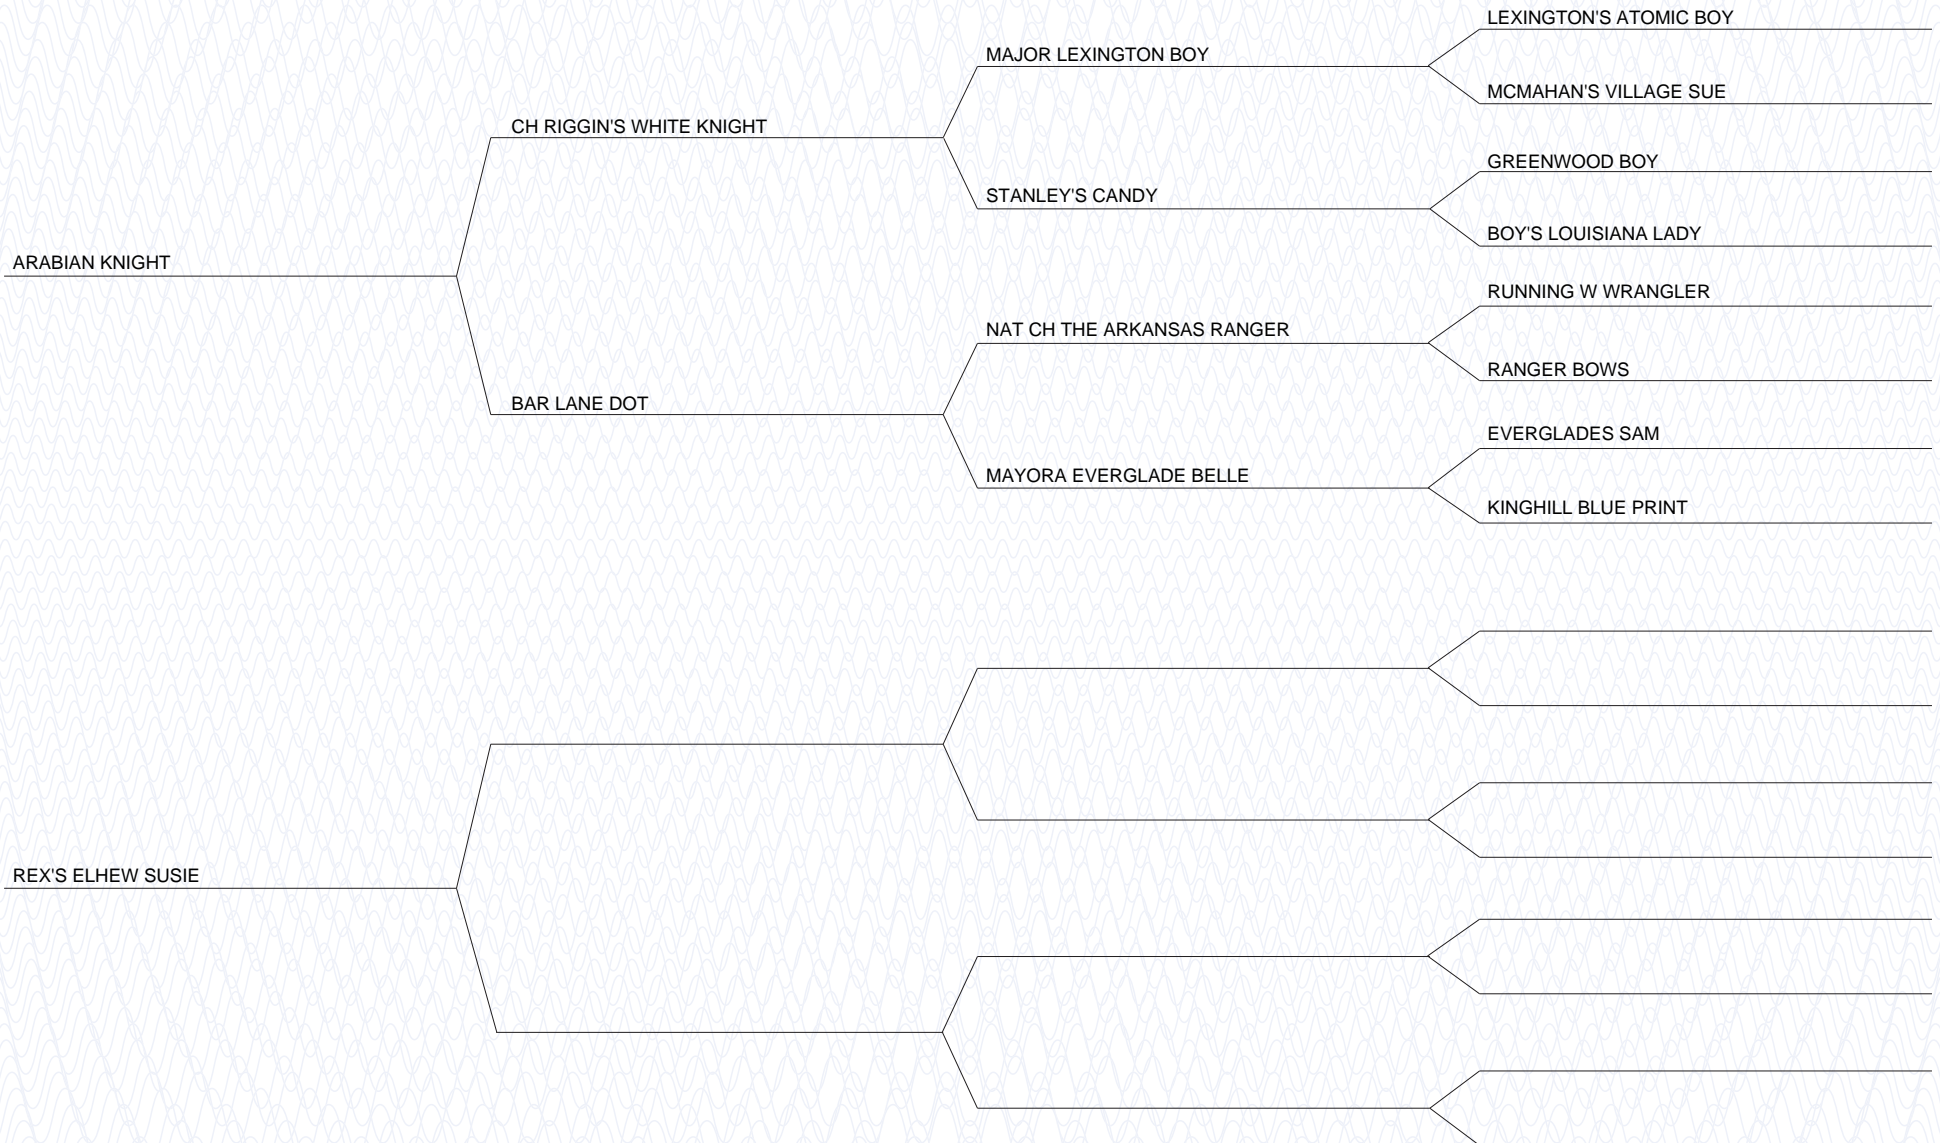 LEXINGTON'S ATOMIC BOY
MAJOR LEXINGTON BOY
MCMAHAN'S VILLAGE SUE
CH RIGGIN'S WHITE KNIGHT
GREENWOOD BOY
STANLEY'S CANDY
BOY'S LOUISIANA LADY
ARABIAN KNIGHT
RUNNING W WRANGLER
NAT CH THE ARKANSAS RANGER
RANGER BOWS
BAR LANE DOT
EVERGLADES SAM
MAYORA EVERGLADE BELLE
KINGHILL BLUE PRINT
REX'S ELHEW SUSIE